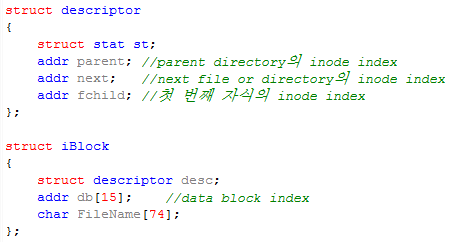 struct descriptor
{
struct stat st;
addr parent; //parent directory의 inode index
addr next; //next file or directory의 inode index
addr fchild; //첫 번째 자식의 inode index
};
struct iBlock
{
struct descriptor desc;
addr db[15]; //data block index
char FileName[74];
};